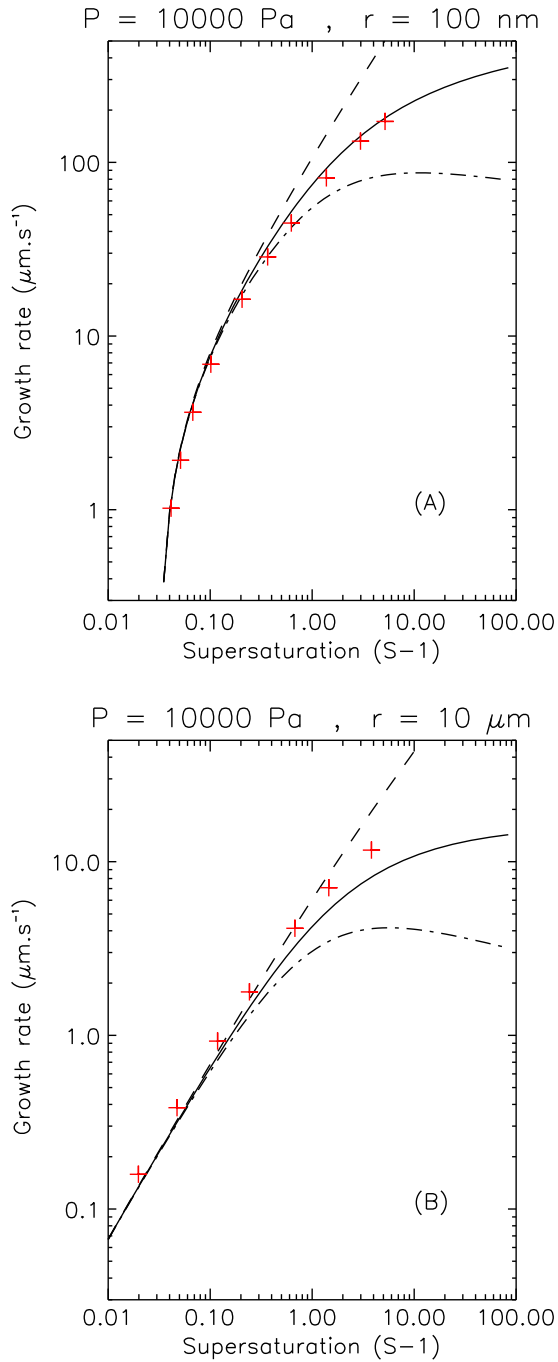 P = 10000 Pa , r = 100 nm
Growth rate (μm.s⁻¹)
100
10
1
(A)
0.01 0.10 1.00 10.00 100.00
Supersaturation (S−1)
P = 10000 Pa , r = 10 μm
Growth rate (μm.s⁻¹)
10.0
1.0
0.1
(B)
0.01 0.10 1.00 10.00 100.00
Supersaturation (S−1)